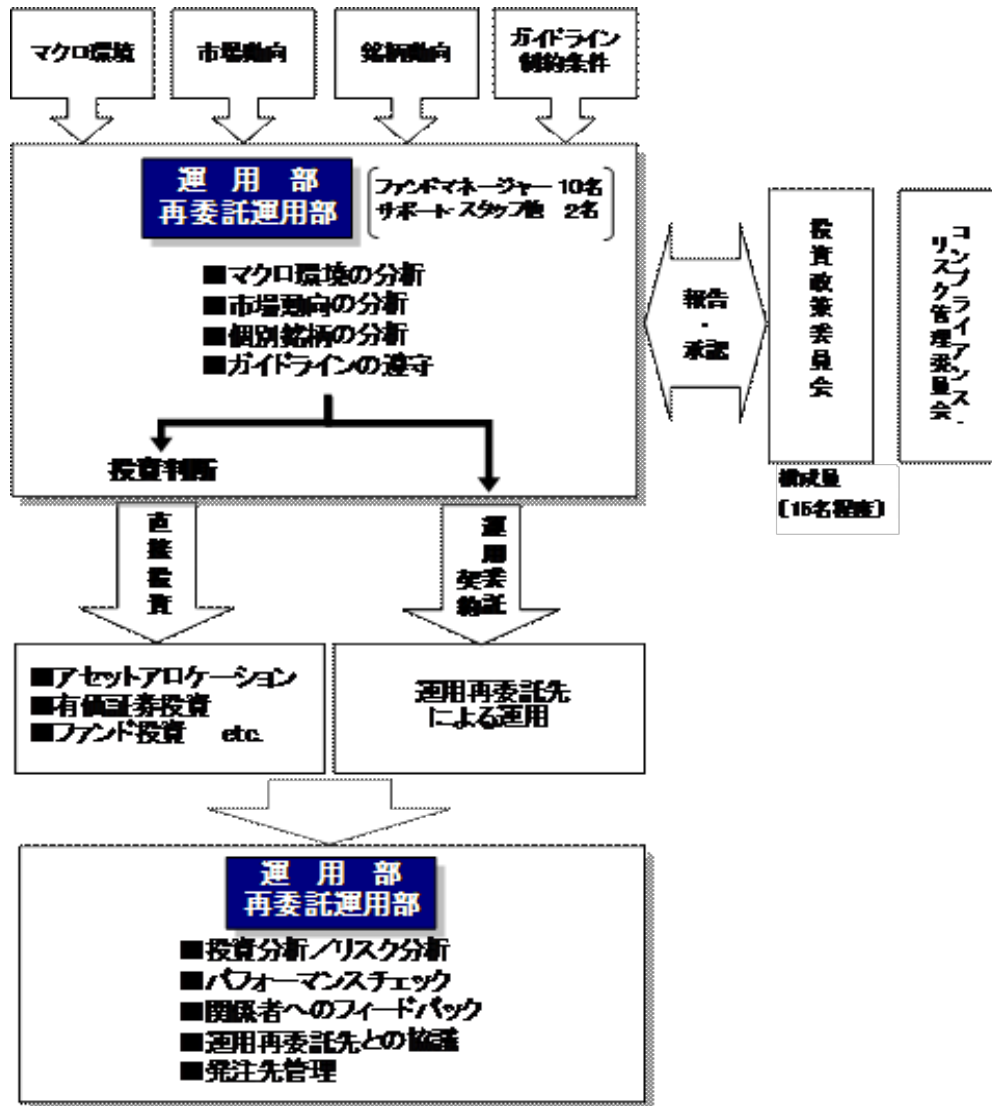 マクロ環境
市場動向
銘柄動向
ガイドライン
制約条件
運 用 部
再委託運用部
ファンドマネージャー 10名
サポート・スタッフ他 2名
■マクロ環境の分析
■市場動向の分析
■個別銘柄の分析
■ガイドラインの遵守
投資判断
報告
・
承認
投資政策委員会
コンプライアンス・
リスク管理委員会
構成員
〔15名程度〕
直接投資
運用委託
契約
■アセットアロケーション
■有価証券投資
■ファンド投資 etc.
運用再委託先
による運用
運 用 部
再委託運用部
■投資分析／リスク分析
■パフォーマンスチェック
■関係者へのフィードバック
■運用再委託先との協議
■発注先管理